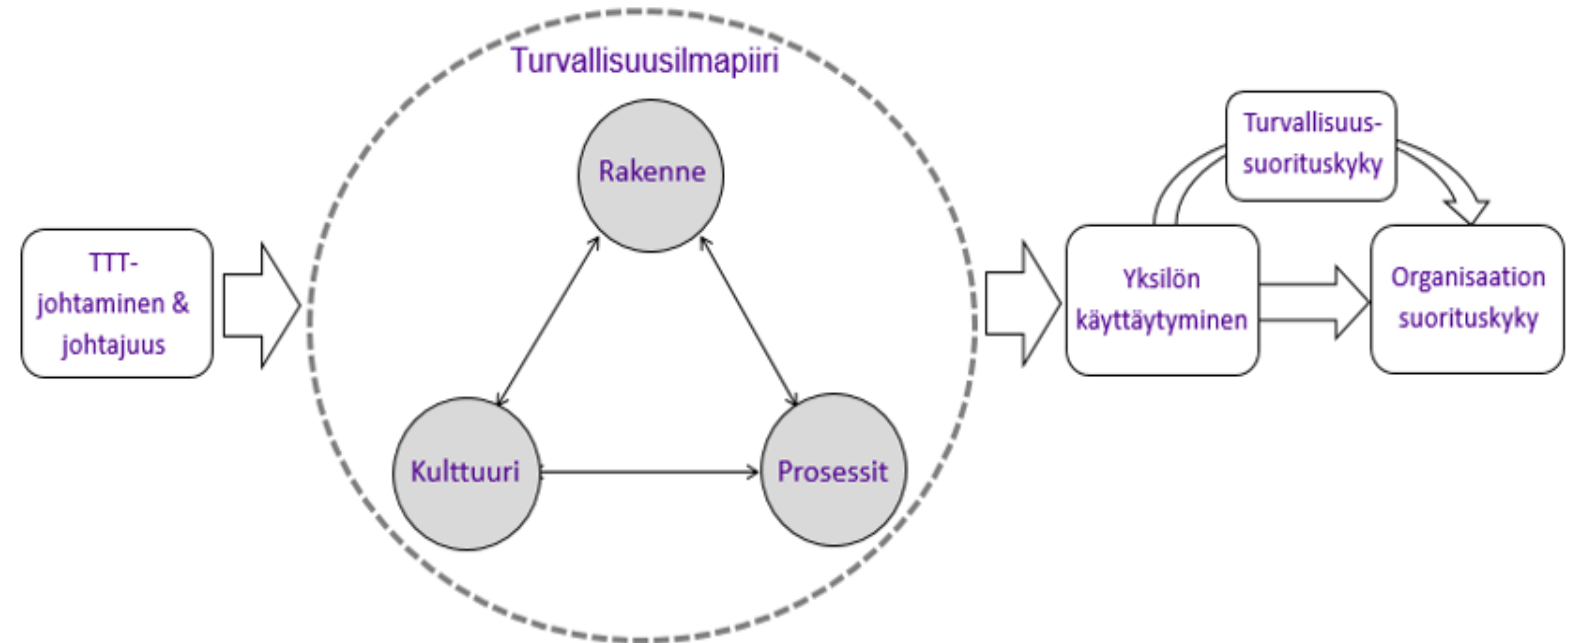 Turvallisuusilmapiiri
Rakenne
Kulttuuri
Prosessit
TTT-
johtaminen &
johtajuus
Turvallisuus-
suorituskyky
Yksilön
käyttäytyminen
Organisaation
suorituskyky